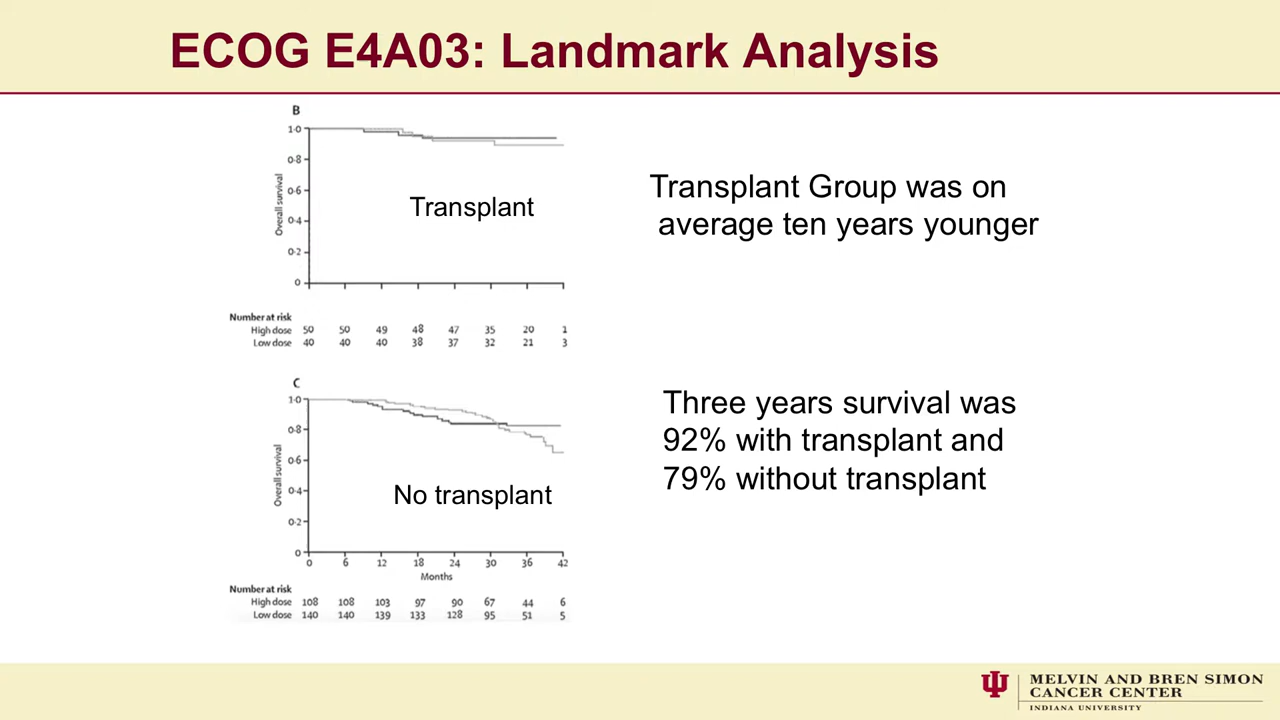 ECOG E4A03: Landmark Analysis
B
1·0
0·8
0·6
0·4
0·2
0
Overall survival
Transplant
Number at risk
High dose 50 50 49 48 47 35 20 1
Low dose 40 40 40 38 37 32 21 3
Transplant Group was on
average ten years younger
C
1·0
0·8
0·6
0·4
0·2
0
Overall survival
No transplant
0 6 12 18 24 30 36 42
Months
Number at risk
High dose 108 108 103 97 90 67 44 6
Low dose 140 140 139 133 128 95 51 5
Three years survival was
92% with transplant and
79% without transplant
MELVIN AND BREN SIMON
CANCER CENTER
INDIANA UNIVERSITY